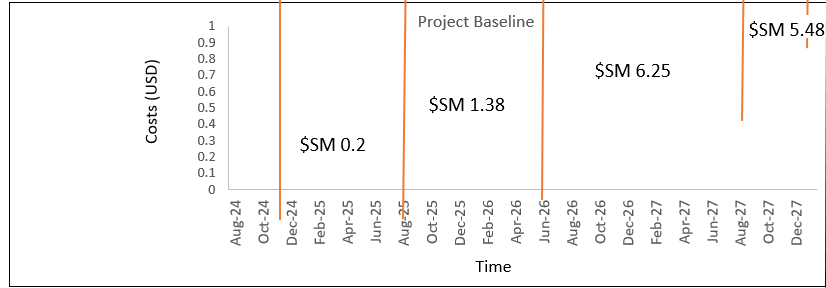 Project Baseline
Costs (USD)
1
0.9
0.8
0.7
0.6
0.5
0.4
0.3
0.2
0.1
0
$SM 0.2
$SM 1.38
$SM 6.25
$SM 5.48
Aug-24
Oct-24
Dec-24
Feb-25
Apr-25
Jun-25
Aug-25
Oct-25
Dec-25
Feb-26
Apr-26
Jun-26
Aug-26
Oct-26
Dec-26
Feb-27
Apr-27
Jun-27
Aug-27
Oct-27
Dec-27
Time